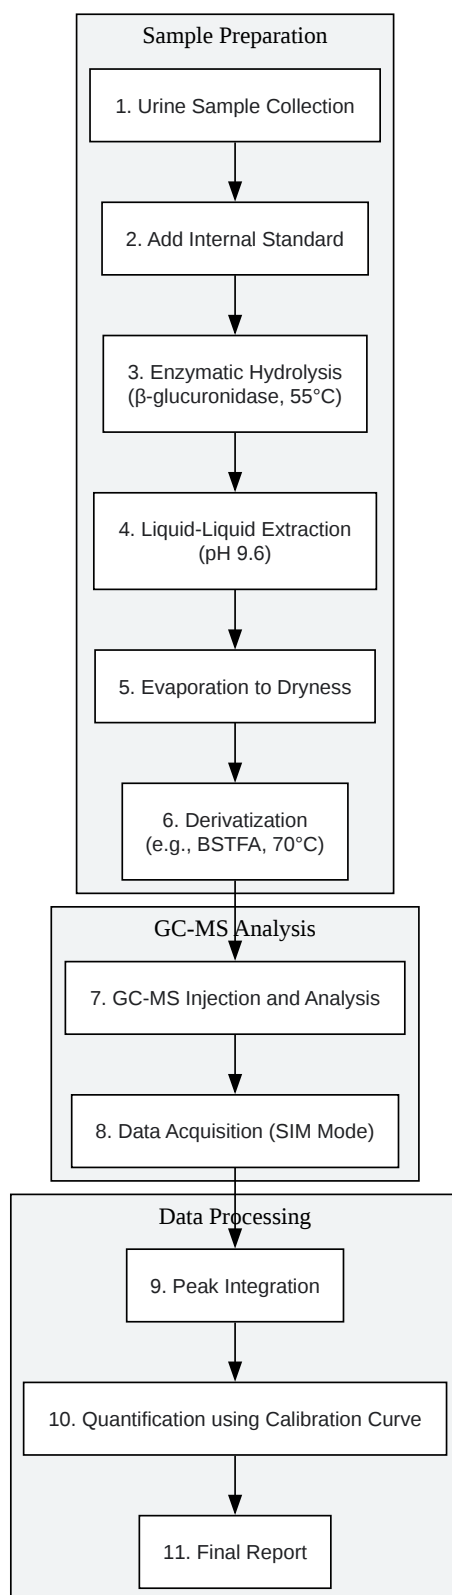 Sample Preparation
1. Urine Sample Collection
2. Add Internal Standard
3. Enzymatic Hydrolysis
(β-glucuronidase, 55°C)
4. Liquid-Liquid Extraction
(pH 9.6)
5. Evaporation to Dryness
6. Derivatization
(e.g., BSTFA, 70°C)
GC-MS Analysis
7. GC-MS Injection and Analysis
8. Data Acquisition (SIM Mode)
Data Processing
9. Peak Integration
10. Quantification using Calibration Curve
11. Final Report